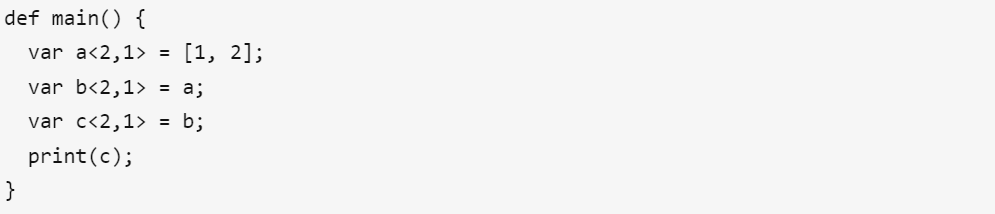 def main() {
  var a<2,1> = [1, 2];
  var b<2,1> = a;
  var c<2,1> = b;
  print(c);
}